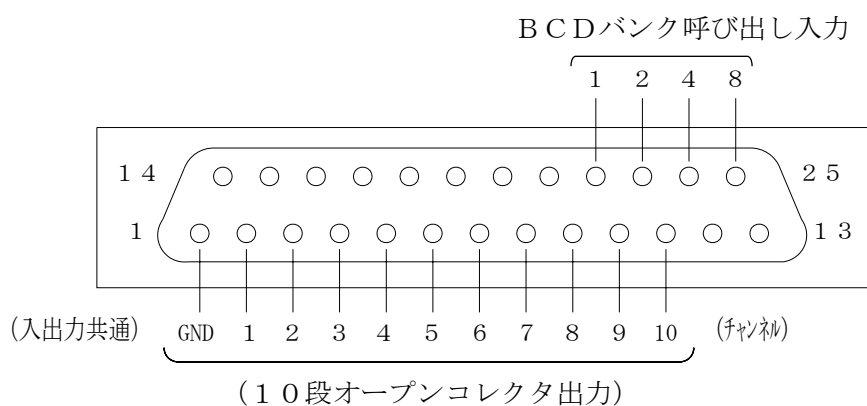 BCDバンク呼び出し入力
1 2 4 8
14 25
1 13
(入出力共通) GND 1 2 3 4 5 6 7 8 9 10 (チャンネル)
(10段オープンコレクタ出力)